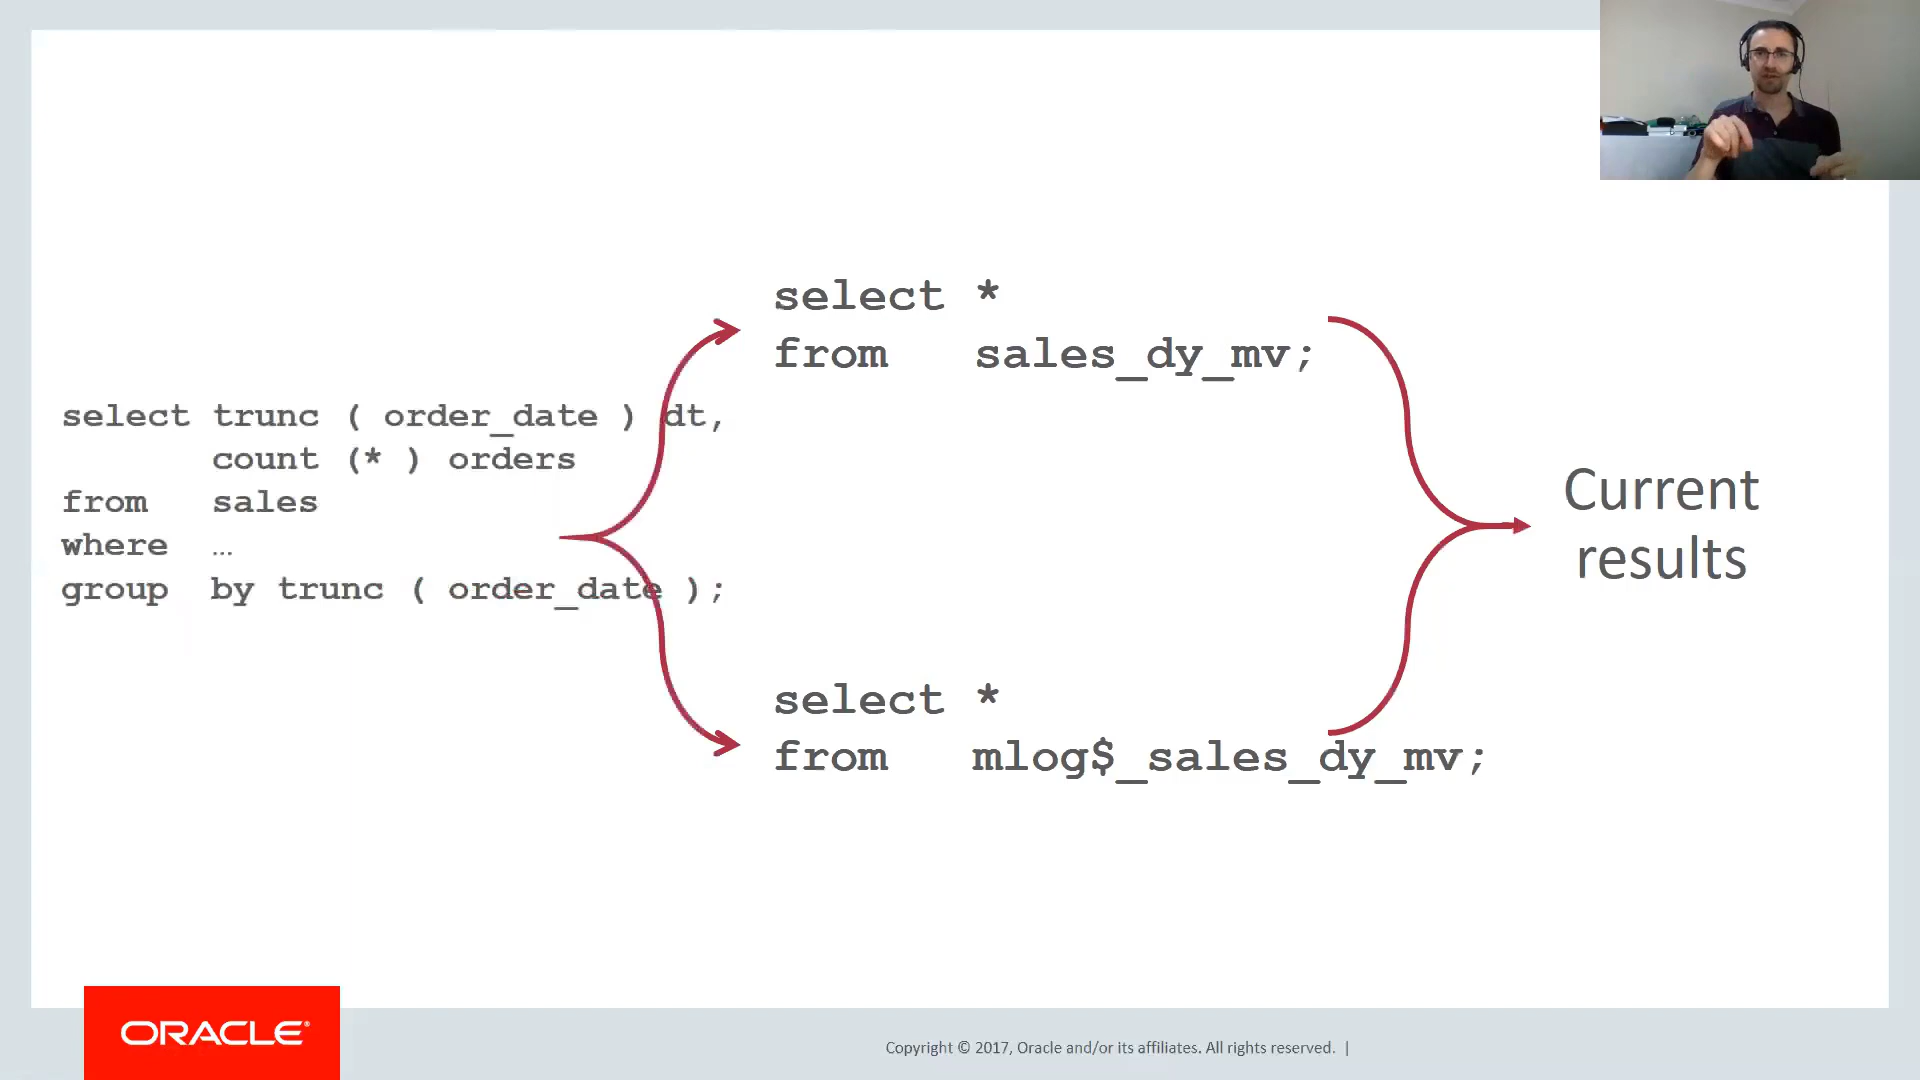 select trunc ( order_date ) dt,
count (* ) orders
from sales
where …
group by trunc ( order_date );
select *
from sales_dy_mv;
select *
from mlog$_sales_dy_mv;
Current
results
ORACLE®
Copyright © 2017, Oracle and/or its affiliates. All rights reserved. |